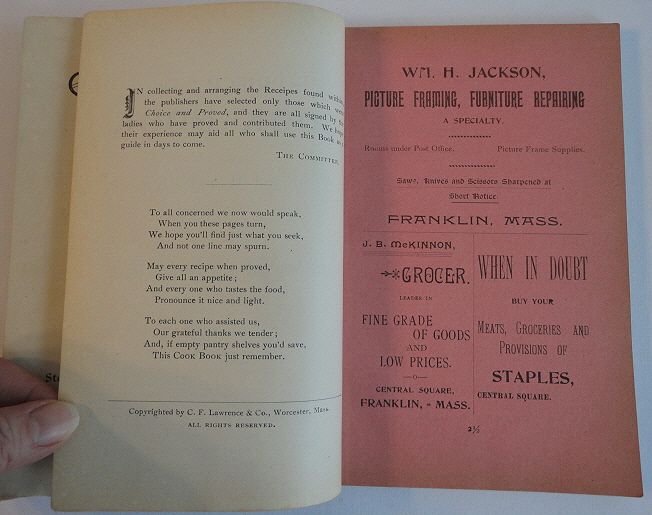 IN collecting and arranging the Receipes found within
the publishers have selected only those which were
Choice and Proved, and they are all signed by the
ladies who have proved and contributed them. We hope
their experience may aid all who shall use this Book as a
guide in days to come.
THE COMMITTEE.
To all concerned we now would speak,
When you these pages turn,
We hope you'll find just what you seek,
And not one line may spurn.
May every recipe when proved,
Give all an appetite;
And every one who tastes the food,
Pronounce it nice and light.
To each one who assisted us,
Our grateful thanks we tender;
And, if empty pantry shelves you'd save,
This COOK BOOK just remember.
Copyrighted by C. F. Lawrence & Co., Worcester, Mass.
ALL RIGHTS RESERVED.
WM. H. JACKSON,
PICTURE FRAMING, FURNITURE REPAIRING
A SPECIALTY.
Rooms under Post Office. Picture Frame Supplies.
Saws, Knives and Scissors Sharpened at
Short Notice.
FRANKLIN, MASS.
J. B. McKINNON,
GROCER.
LEADER IN
FINE GRADE
OF GOODS
AND
LOW PRICES.
CENTRAL SQUARE,
FRANKLIN, - MASS.
WHEN IN DOUBT
BUY YOUR
MEATS, GROCERIES AND
PROVISIONS OF
STAPLES,
CENTRAL SQUARE.